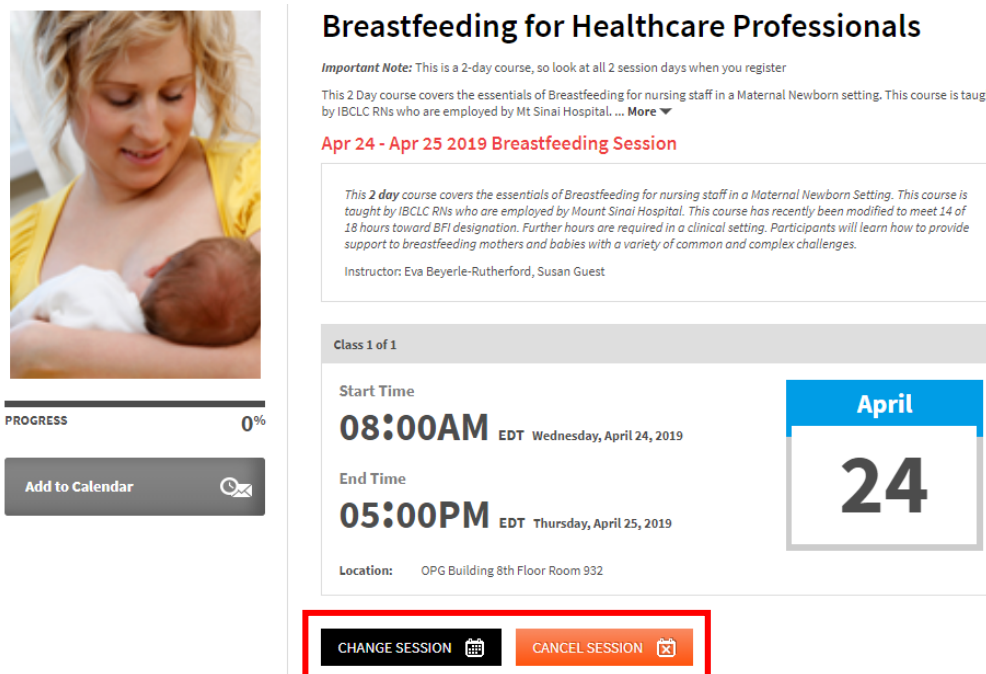 Breastfeeding for Healthcare Professionals
Important Note: This is a 2-day course, so look at all 2 session days when you register
This 2 Day course covers the essentials of Breastfeeding for nursing staff in a Maternal Newborn setting. This course is taug
by IBCLC RNs who are employed by Mt Sinai Hospital. ... More
Apr 24 - Apr 25 2019 Breastfeeding Session
This 2 day course covers the essentials of Breastfeeding for nursing staff in a Maternal Newborn Setting. This course is
taught by IBCLC RNs who are employed by Mount Sinai Hospital. This course has recently been modified to meet 14 of
18 hours toward BFI designation. Further hours are required in a clinical setting. Participants will learn how to provide
support to breastfeeding mothers and babies with a variety of common and complex challenges.
Instructor: Eva Beyerle-Rutherford, Susan Guest
PROGRESS 0%
Add to Calendar
Class 1 of 1
Start Time
08:00AM EDT Wednesday, April 24, 2019
End Time
05:00PM EDT Thursday, April 25, 2019
Location: OPG Building 8th Floor Room 932
April
24
CHANGE SESSION
CANCEL SESSION